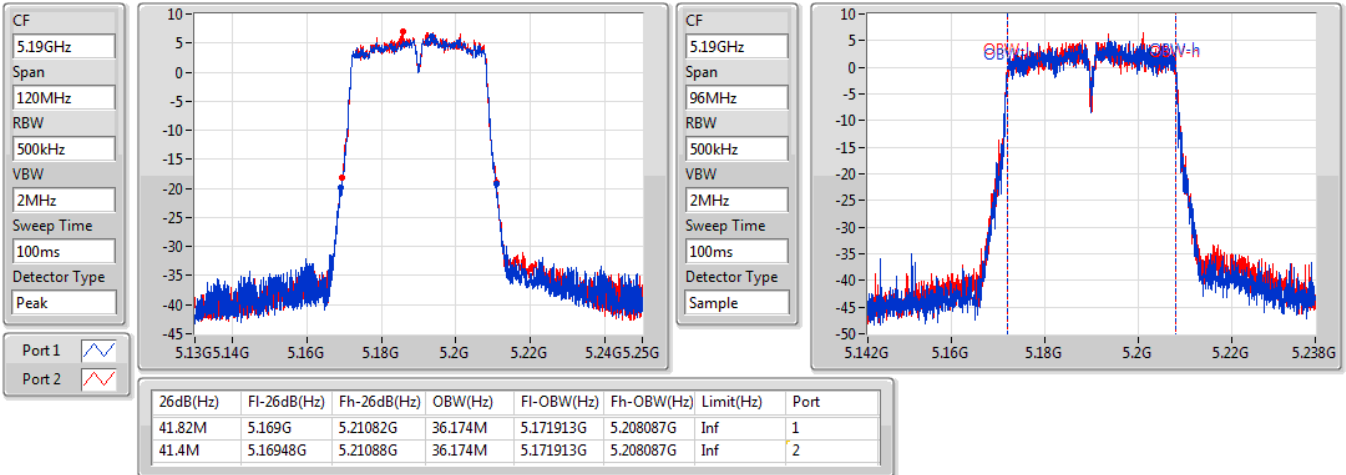 CF
5.19GHz
Span
120MHz
RBW
500kHz
VBW
2MHz
Sweep Time
100ms
Detector Type
Peak
Port 1
Port 2
10
5
0
-5
-10
-15
-20
-25
-30
-35
-40
-45
5.13G 5.14G 5.16G 5.18G 5.2G 5.22G 5.24G 5.25G
CF
5.19GHz
Span
96MHz
RBW
500kHz
VBW
2MHz
Sweep Time
100ms
Detector Type
Sample
10
5
0
-5
-10
-15
-20
-25
-30
-35
-40
-45
-50
OBW-h
5.142G 5.16G 5.18G 5.2G 5.22G 5.238G
26dB(Hz) Fl-26dB(Hz) Fh-26dB(Hz) OBW(Hz) Fl-OBW(Hz) Fh-OBW(Hz) Limit(Hz) Port
41.82M 5.169G 5.21082G 36.174M 5.171913G 5.208087G Inf 1
41.4M 5.16948G 5.21088G 36.174M 5.171913G 5.208087G Inf 2